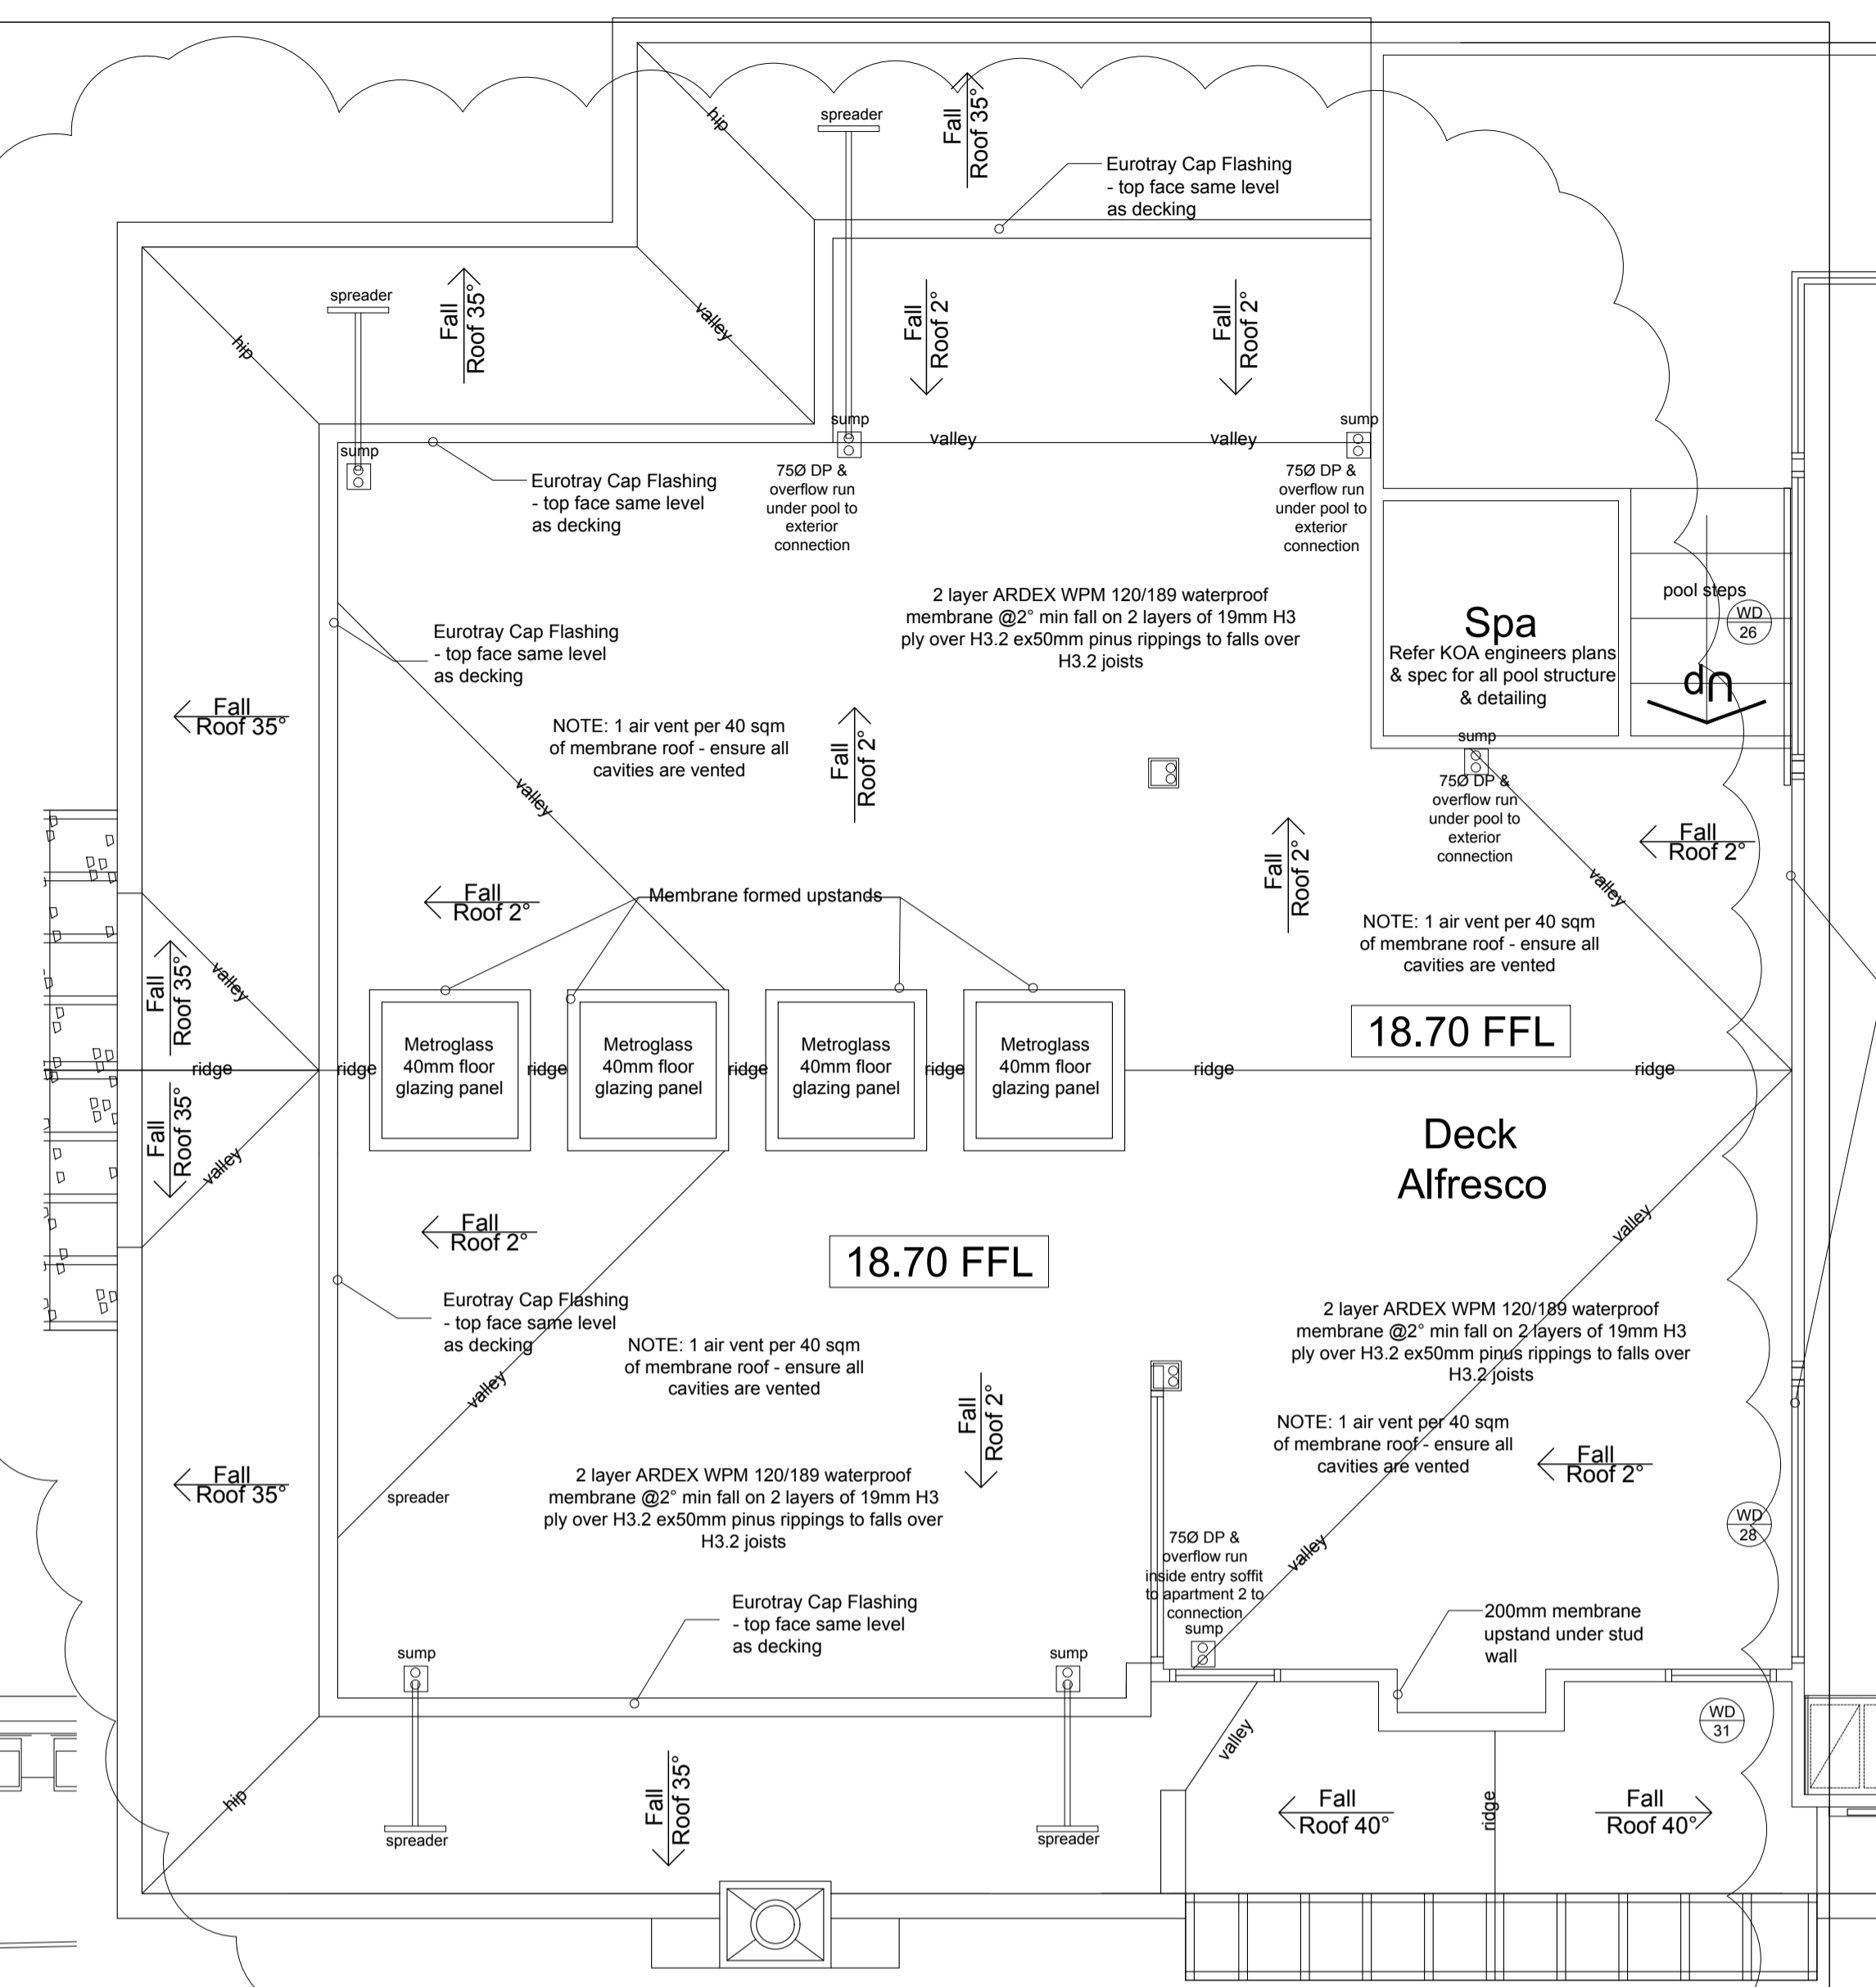 spreader
Fall
Roof 35°
hip
Eurotray Cap Flashing
- top face same level
as decking
spreader
Fall
Roof 35°
hip
valley
Fall
Roof 2°
Fall
Roof 2°
sump
sump
valley
valley
sump
75Ø DP &
overflow run
under pool to
exterior
connection
75Ø DP &
overflow run
under pool to
exterior
connection
Eurotray Cap Flashing
- top face same level
as decking
2 layer ARDEX WPM 120/189 waterproof
membrane @2° min fall on 2 layers of 19mm H3
ply over H3.2 ex50mm pinus rippings to falls over
H3.2 joists
pool steps
WD
26
Spa
Refer KOA engineers plans
& spec for all pool structure
& detailing
Up
Eurotray Cap Flashing
- top face same level
as decking
Fall
Roof 35°
NOTE: 1 air vent per 40 sqm
of membrane roof - ensure all
cavities are vented
Fall
Roof 2°
valley
sump
75Ø DP &
overflow run
under pool to
exterior
connection
Fall
Roof 2°
Fall
Roof 2°
valley
Fall
Roof 2°
Membrane formed upstands
NOTE: 1 air vent per 40 sqm
of membrane roof - ensure all
cavities are vented
Fall
Roof 35°
valley
18.70 FFL
Metroglass
40mm floor
glazing panel
Metroglass
40mm floor
glazing panel
Metroglass
40mm floor
glazing panel
Metroglass
40mm floor
glazing panel
ridge
ridge
ridge
ridge
ridge
ridge
ridge
Fall
Roof 35°
valley
Deck
Alfresco
Fall
Roof 2°
18.70 FFL
valley
Eurotray Cap Flashing
- top face same level
as decking
NOTE: 1 air vent per 40 sqm
of membrane roof - ensure all
cavities are vented
2 layer ARDEX WPM 120/189 waterproof
membrane @2° min fall on 2 layers of 19mm H3
ply over H3.2 ex50mm pinus rippings to falls over
H3.2 joists
valley
Fall
Roof 2°
NOTE: 1 air vent per 40 sqm
of membrane roof - ensure all
cavities are vented
Fall
Roof 2°
Fall
Roof 35°
spreader
2 layer ARDEX WPM 120/189 waterproof
membrane @2° min fall on 2 layers of 19mm H3
ply over H3.2 ex50mm pinus rippings to falls over
H3.2 joists
WD
28
75Ø DP &
overflow run
inside entry soffit
to apartment 2 to
connection
sump
valley
Eurotray Cap Flashing
- top face same level
as decking
200mm membrane
upstand under stud
wall
sump
sump
WD
31
valley
hip
Fall
Roof 35°
Fall
Roof 40°
ridge
Fall
Roof 40°
spreader
spreader